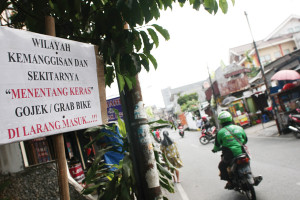 WILAYAH
KEMANGGISAN DAN
SEKITARNYA
"MENENTANG KERAS"
GOJEK / GRAB BIKE
DI LARANG MASUK...!!!